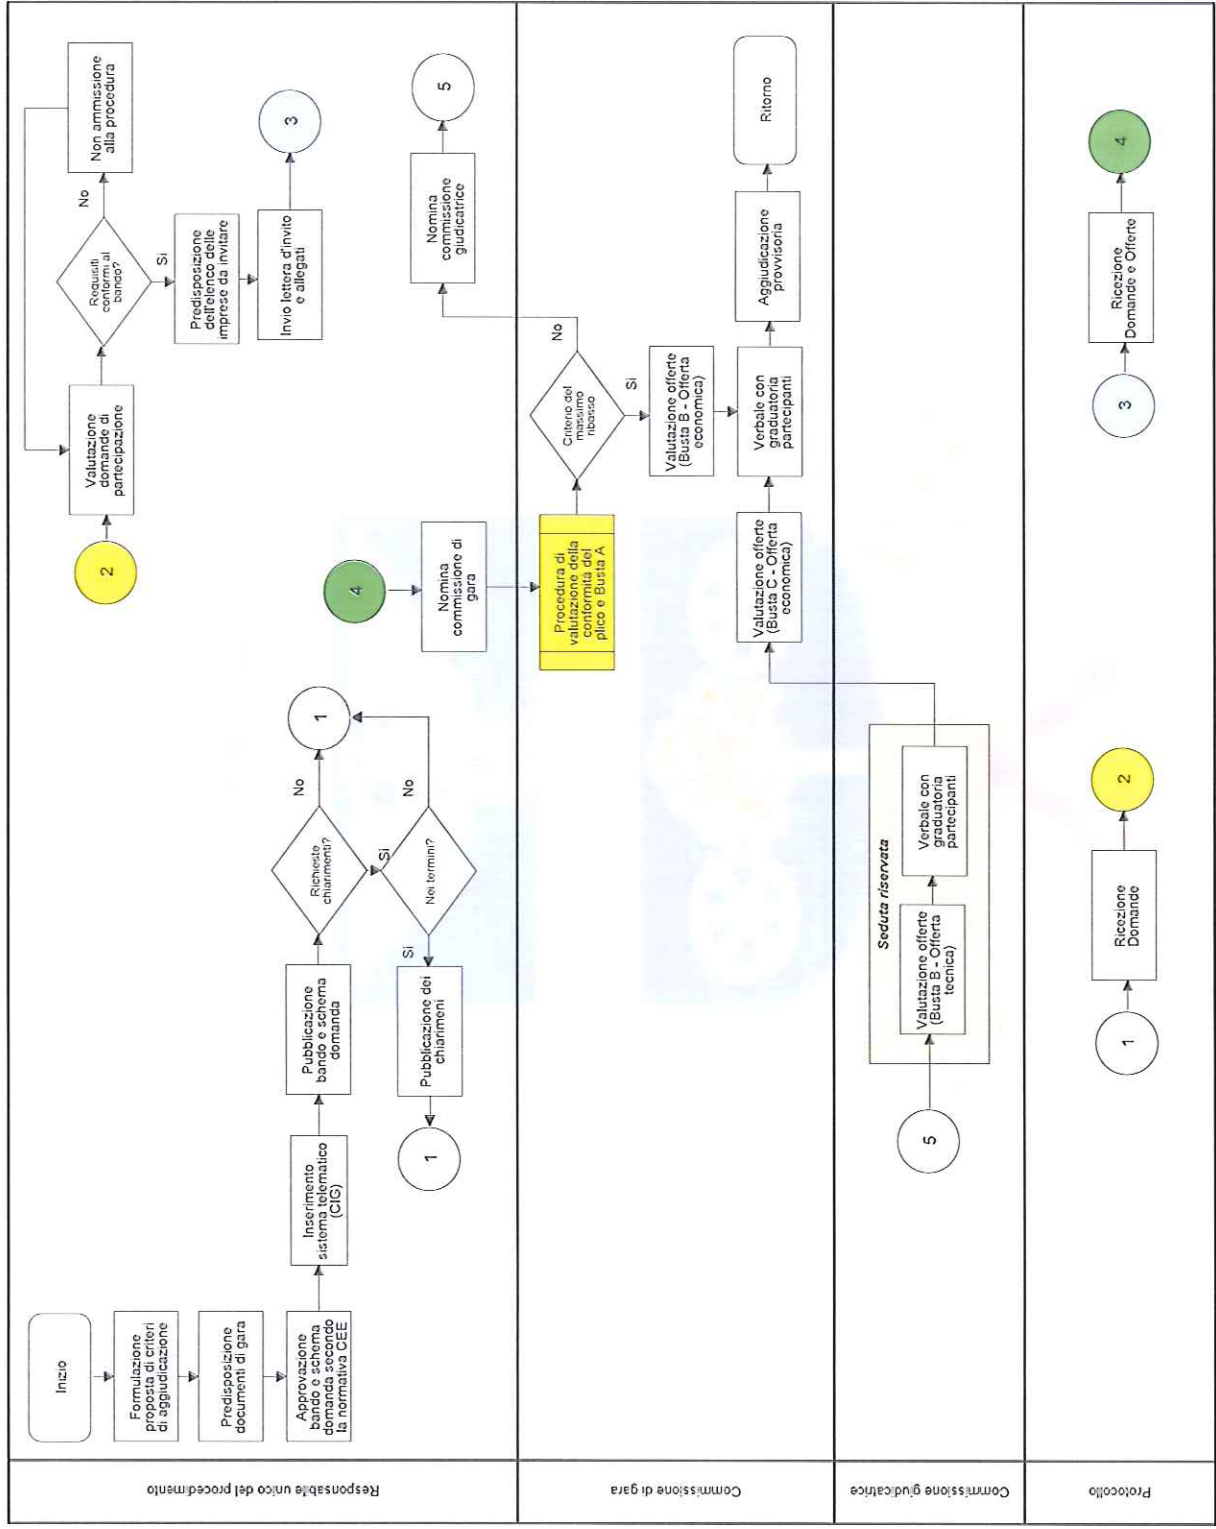 Responsabile unico del procedimento
Inizio
Formulazione
proposta di criteri
di aggiudicazione
Predisposizione
documenti di gara
Approvazione
bando e schema
domanda secondo
la normativa CEE
Inserimento
sistema telematico
(CIG)
Pubblicazione
bando e schema
domanda
Richieste
chiarimenti?
No
1
Si
Nei termini?
No
Si
Pubblicazione dei
chiarimeni
1
2
Valutazione
domande di
partecipazione
Requisiti
conformi al
bando?
No
Non ammissione
alla procedura
Si
Predisposizione
dell'elenco delle
imprese da invitare
Invio lettera d'invito
e allegati
3
4
Nomina
commissione di
gara
Nomina
commissione
giudicatrice
5
Commissione di gara
Procedura di
valutazione della
conformità del
plico e Busta A
Criterio del
massimo
ribasso
No
Si
Valutazione offerte
(Busta B - Offerta
economica)
Valutazione offerte
(Busta C - Offerta
economica)
Verbale con
graduatoria
partecipanti
Aggiudicazione
provvisoria
Ritorno
Commissione giudicatrice
5
Seduta riservata
Valutazione offerte
(Busta B - Offerta
tecnica)
Verbale con
graduatoria
partecipanti
Protocollo
1
Ricezione
Domande
2
3
Ricezione
Domande e Offerte
4